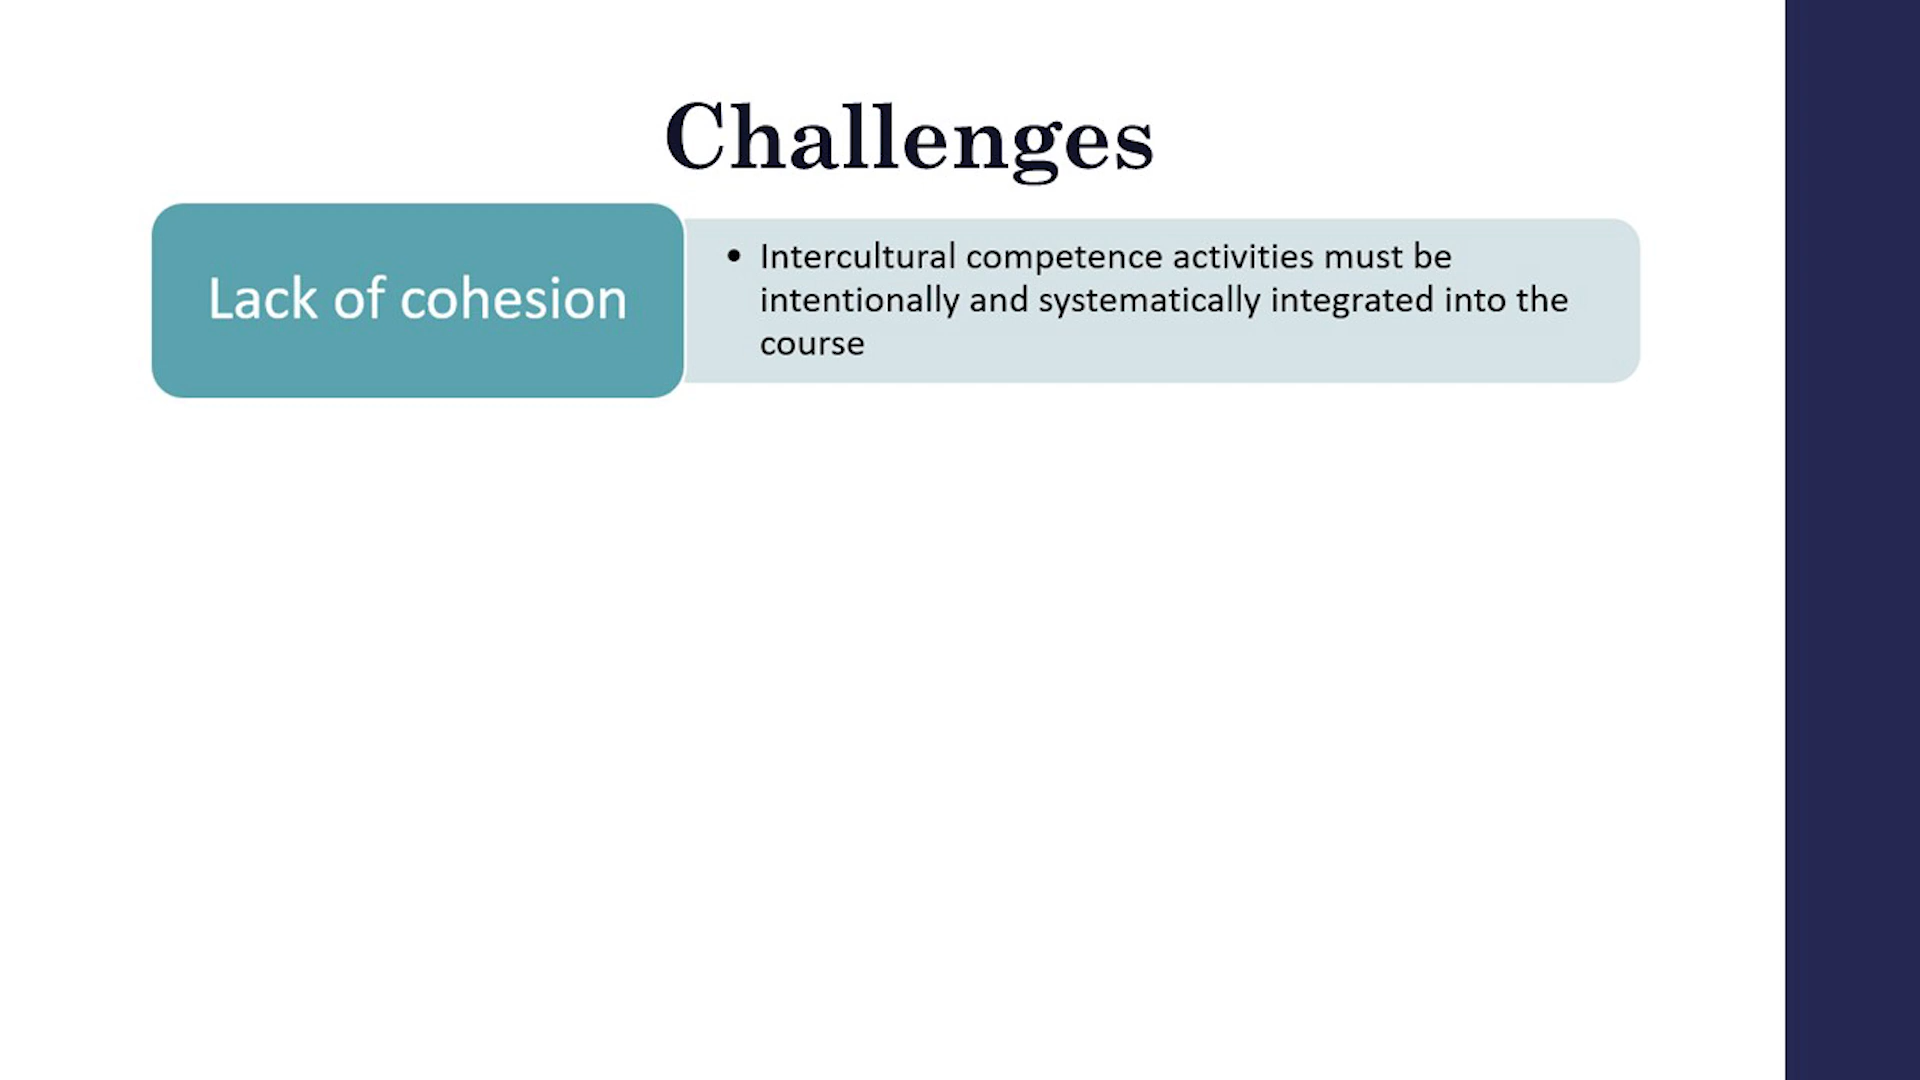 Challenges
Lack of cohesion
• Intercultural competence activities must be
intentionally and systematically integrated into the
course